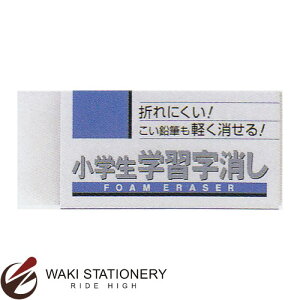 折れにくい!
こい鉛筆も軽く消せる!
小学生学習字消し
FOAM ERASER
WAKI STATIONERY
RIDE HIGH